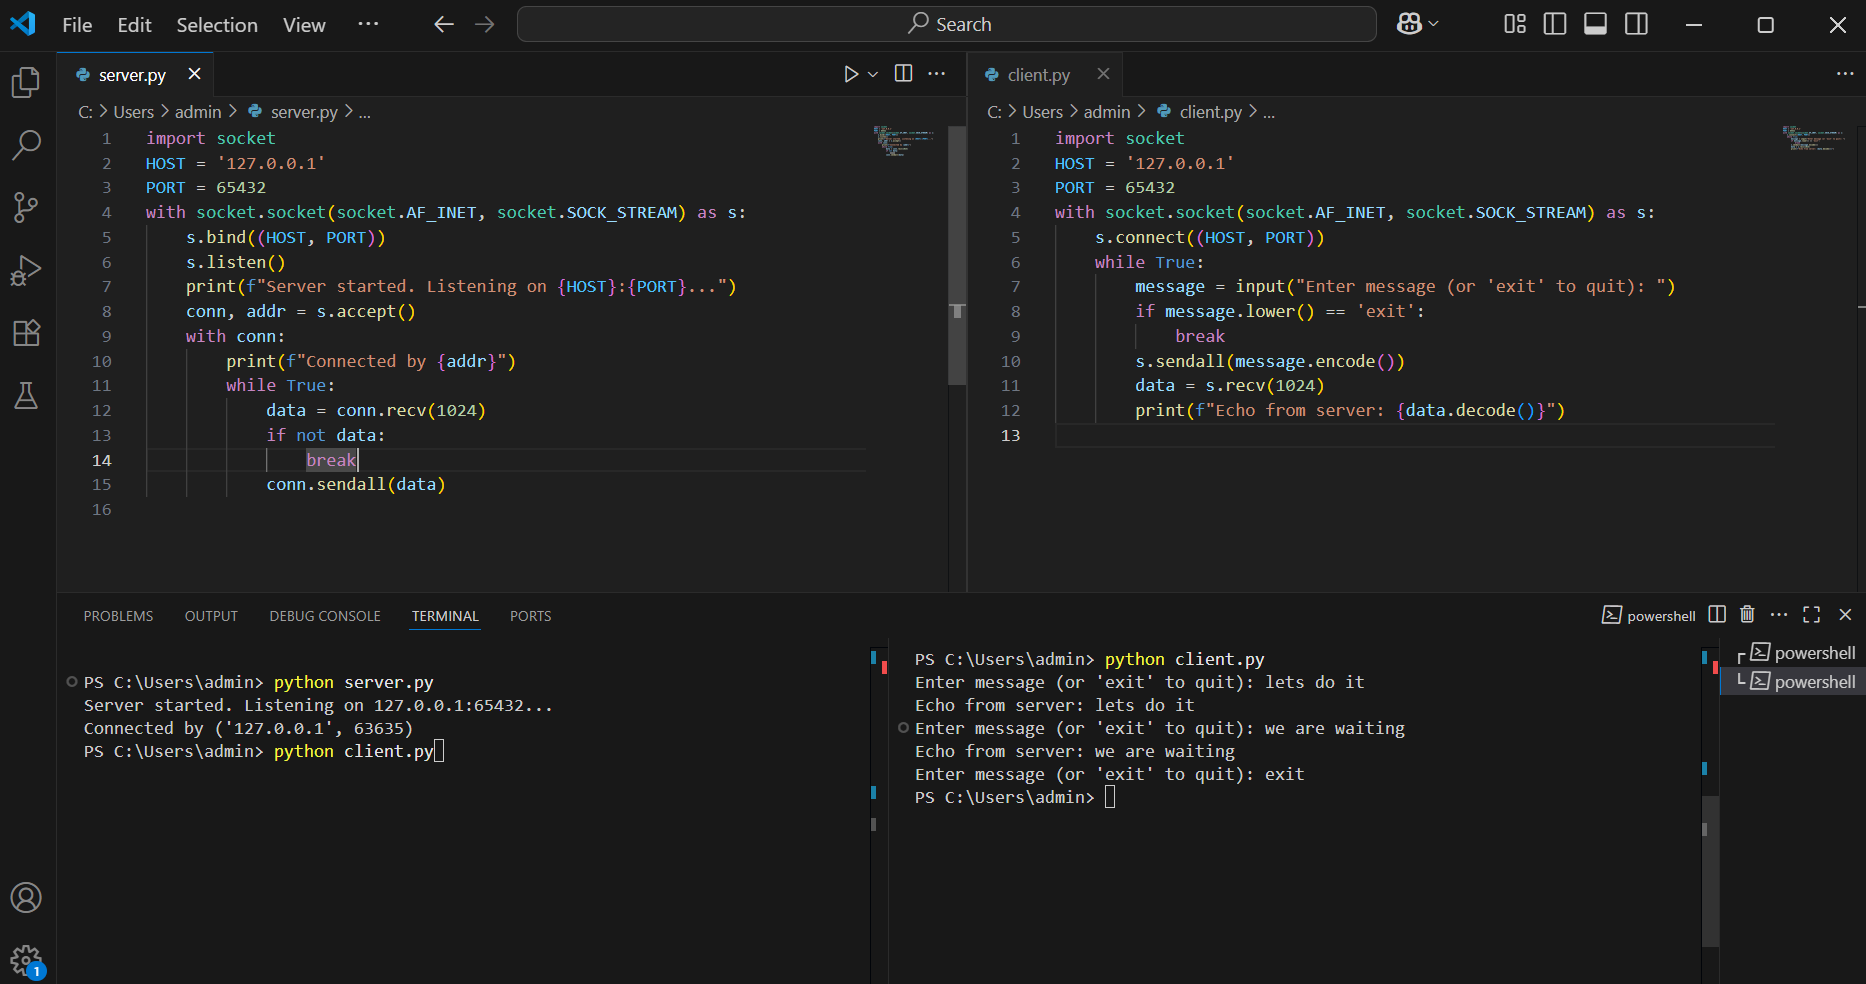 File Edit Selection View ··· Search
server.py
C: > Users > admin > server.py > ...
1 import socket
2 HOST = '127.0.0.1'
3 PORT = 65432
4 with socket.socket(socket.AF_INET, socket.SOCK_STREAM) as s:
5 s.bind((HOST, PORT))
6 s.listen()
7 print(f"Server started. Listening on {HOST}:{PORT}...")
8 conn, addr = s.accept()
9 with conn:
10 print(f"Connected by {addr}")
11 while True:
12 data = conn.recv(1024)
13 if not data:
14 break
15 conn.sendall(data)
16
client.py
C: > Users > admin > client.py > ...
1 import socket
2 HOST = '127.0.0.1'
3 PORT = 65432
4 with socket.socket(socket.AF_INET, socket.SOCK_STREAM) as s:
5 s.connect((HOST, PORT))
6 while True:
7 message = input("Enter message (or 'exit' to quit): ")
8 if message.lower() == 'exit':
9 break
10 s.sendall(message.encode())
11 data = s.recv(1024)
12 print(f"Echo from server: {data.decode()}")
13
PROBLEMS OUTPUT DEBUG CONSOLE TERMINAL PORTS
powershell
PS C:\Users\admin> python server.py
Server started. Listening on 127.0.0.1:65432...
Connected by ('127.0.0.1', 63635)
PS C:\Users\admin> python client.py
PS C:\Users\admin> python client.py
Enter message (or 'exit' to quit): lets do it
Echo from server: lets do it
Enter message (or 'exit' to quit): we are waiting
Echo from server: we are waiting
Enter message (or 'exit' to quit): exit
PS C:\Users\admin>
powershell
powershell
1